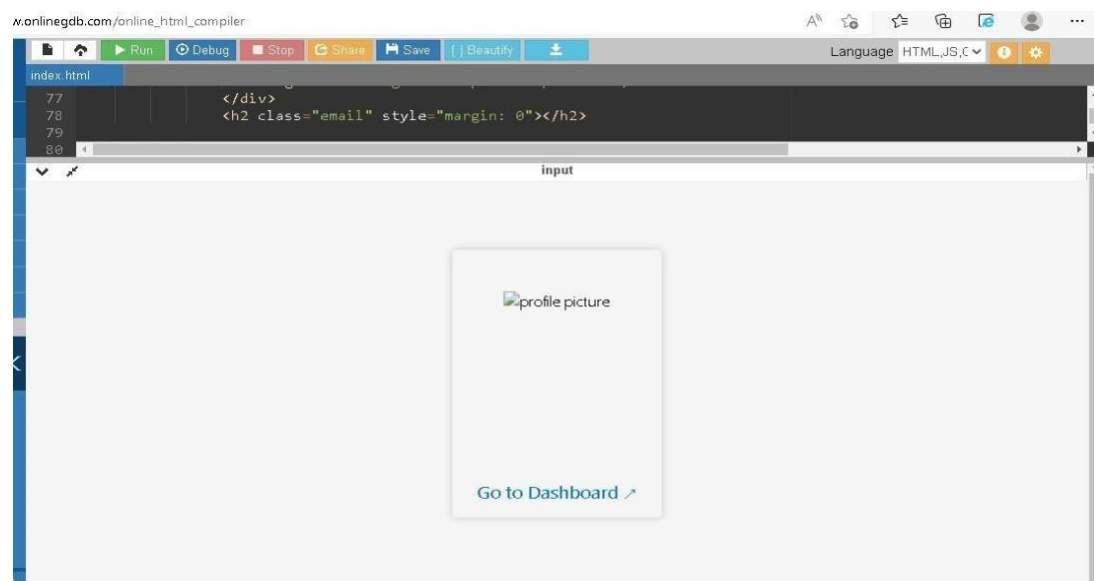 w.onlinegdb.com/online_html_compiler
Run Debug Stop Share Save { } Beautify Language HTML,JS,C
index.html
77 </div>
78 <h2 class="email" style="margin: 0"></h2>
79
80
input
profile picture
Go to Dashboard ↗